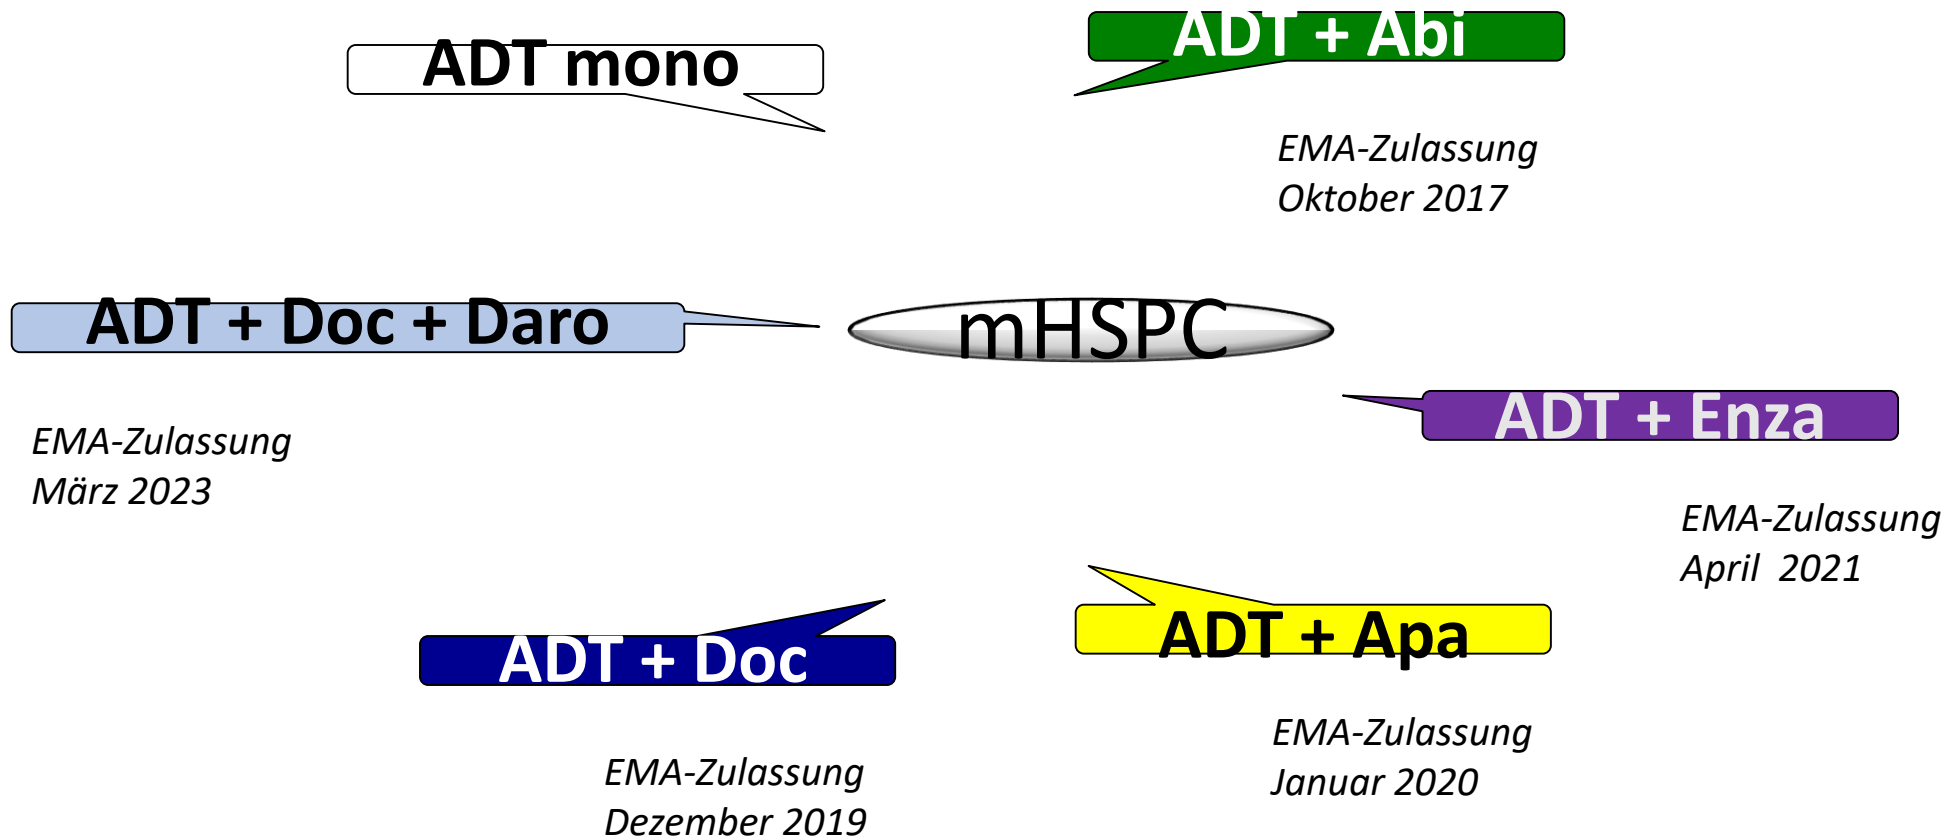 ADT mono
ADT + Abi
EMA-Zulassung
Oktober 2017
ADT + Doc + Daro
mHSPC
EMA-Zulassung
März 2023
ADT + Enza
EMA-Zulassung
April 2021
ADT + Doc
EMA-Zulassung
Dezember 2019
ADT + Apa
EMA-Zulassung
Januar 2020